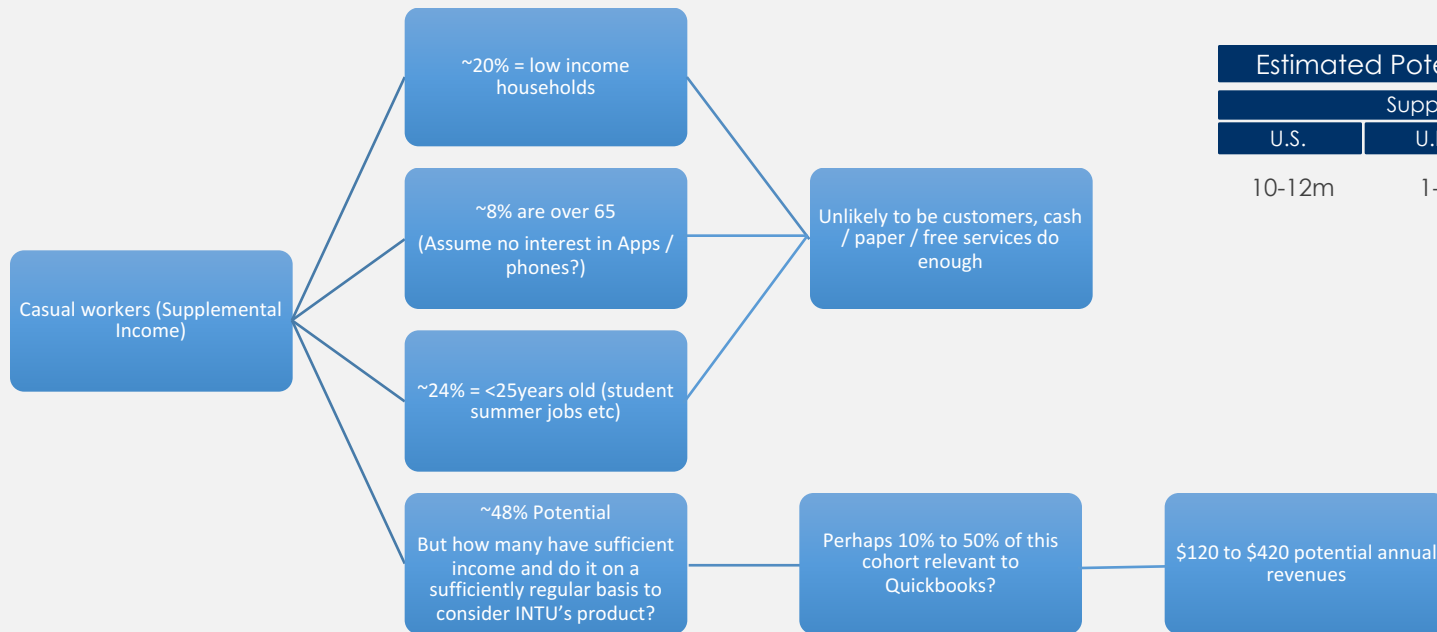 ~20% = low income
households
Estimated
Supp
U.S.
10-12m
1-
~8% are over 65
(Assume no interest in Apps /
phones?)
Unlikely to be customers, cash
/ paper / free services do
enough
Casual workers (Supplemental
Income)
~24% = <25years old (student
summer jobs etc)
~48% Potential
But how many have sufficient
income and do it on a
sufficiently regular basis to
consider INTU’s product?
Perhaps 10% to 50% of this
cohort relevant to
Quickbooks?
$120 to $420 potential annual
revenues